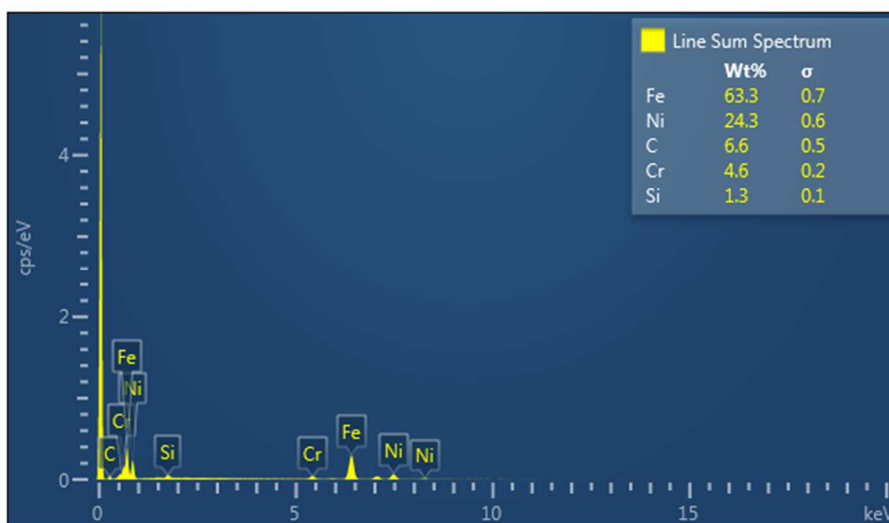 Line Sum Spectrum
Wt% σ
Fe 63.3 0.7
Ni 24.3 0.6
C 6.6 0.5
Cr 4.6 0.2
Si 1.3 0.1
4
cps/eV
2
Fe
Ni
Cr
C Si Cr Fe Ni Ni
0
0 5 10 15 keV